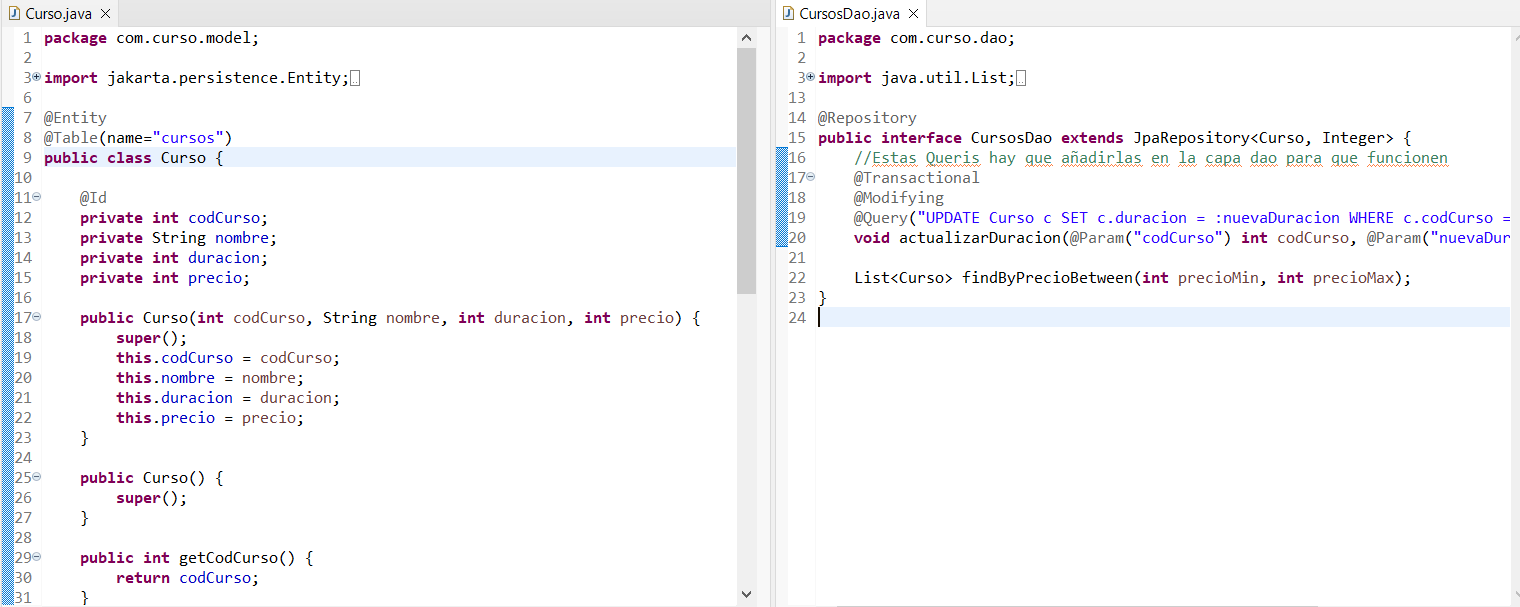 Curso.java
1 package com.curso.model;
2
3 import jakarta.persistence.Entity;
6
7 @Entity
8 @Table(name="cursos")
9 public class Curso {
10
11 @Id
12 private int codCurso;
13 private String nombre;
14 private int duracion;
15 private int precio;
16
17 public Curso(int codCurso, String nombre, int duracion, int precio) {
18 super();
19 this.codCurso = codCurso;
20 this.nombre = nombre;
21 this.duracion = duracion;
22 this.precio = precio;
23 }
24
25 public Curso() {
26 super();
27 }
28
29 public int getCodCurso() {
30 return codCurso;
31 }
CursosDao.java
1 package com.curso.dao;
2
3 import java.util.List;
13
14 @Repository
15 public interface CursosDao extends JpaRepository<Curso, Integer> {
16 //Estas Queris hay que añadirlas en la capa dao para que funcionen
17 @Transactional
18 @Modifying
19 @Query("UPDATE Curso c SET c.duracion = :nuevaDuracion WHERE c.codCurso =
20 void actualizarDuracion(@Param("codCurso") int codCurso, @Param("nuevaDur
21
22 List<Curso> findByPrecioBetween(int precioMin, int precioMax);
23 }
24